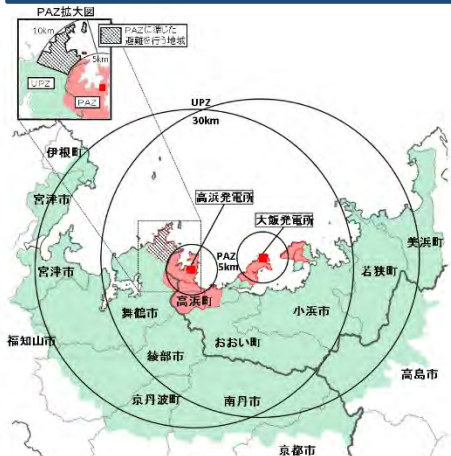 PAZ拡大図
10km
PAZに準じた
避難を行う地域
5km
UPZ
PAZ
UPZ
30km
伊根町
宮津市
高浜発電所
大飯発電所
美浜町
宮津市
PAZ
5km
若狭町
舞鶴市
高浜町
小浜市
福知山市
綾部市
おおい町
高島市
京丹波町
南丹市
京都市